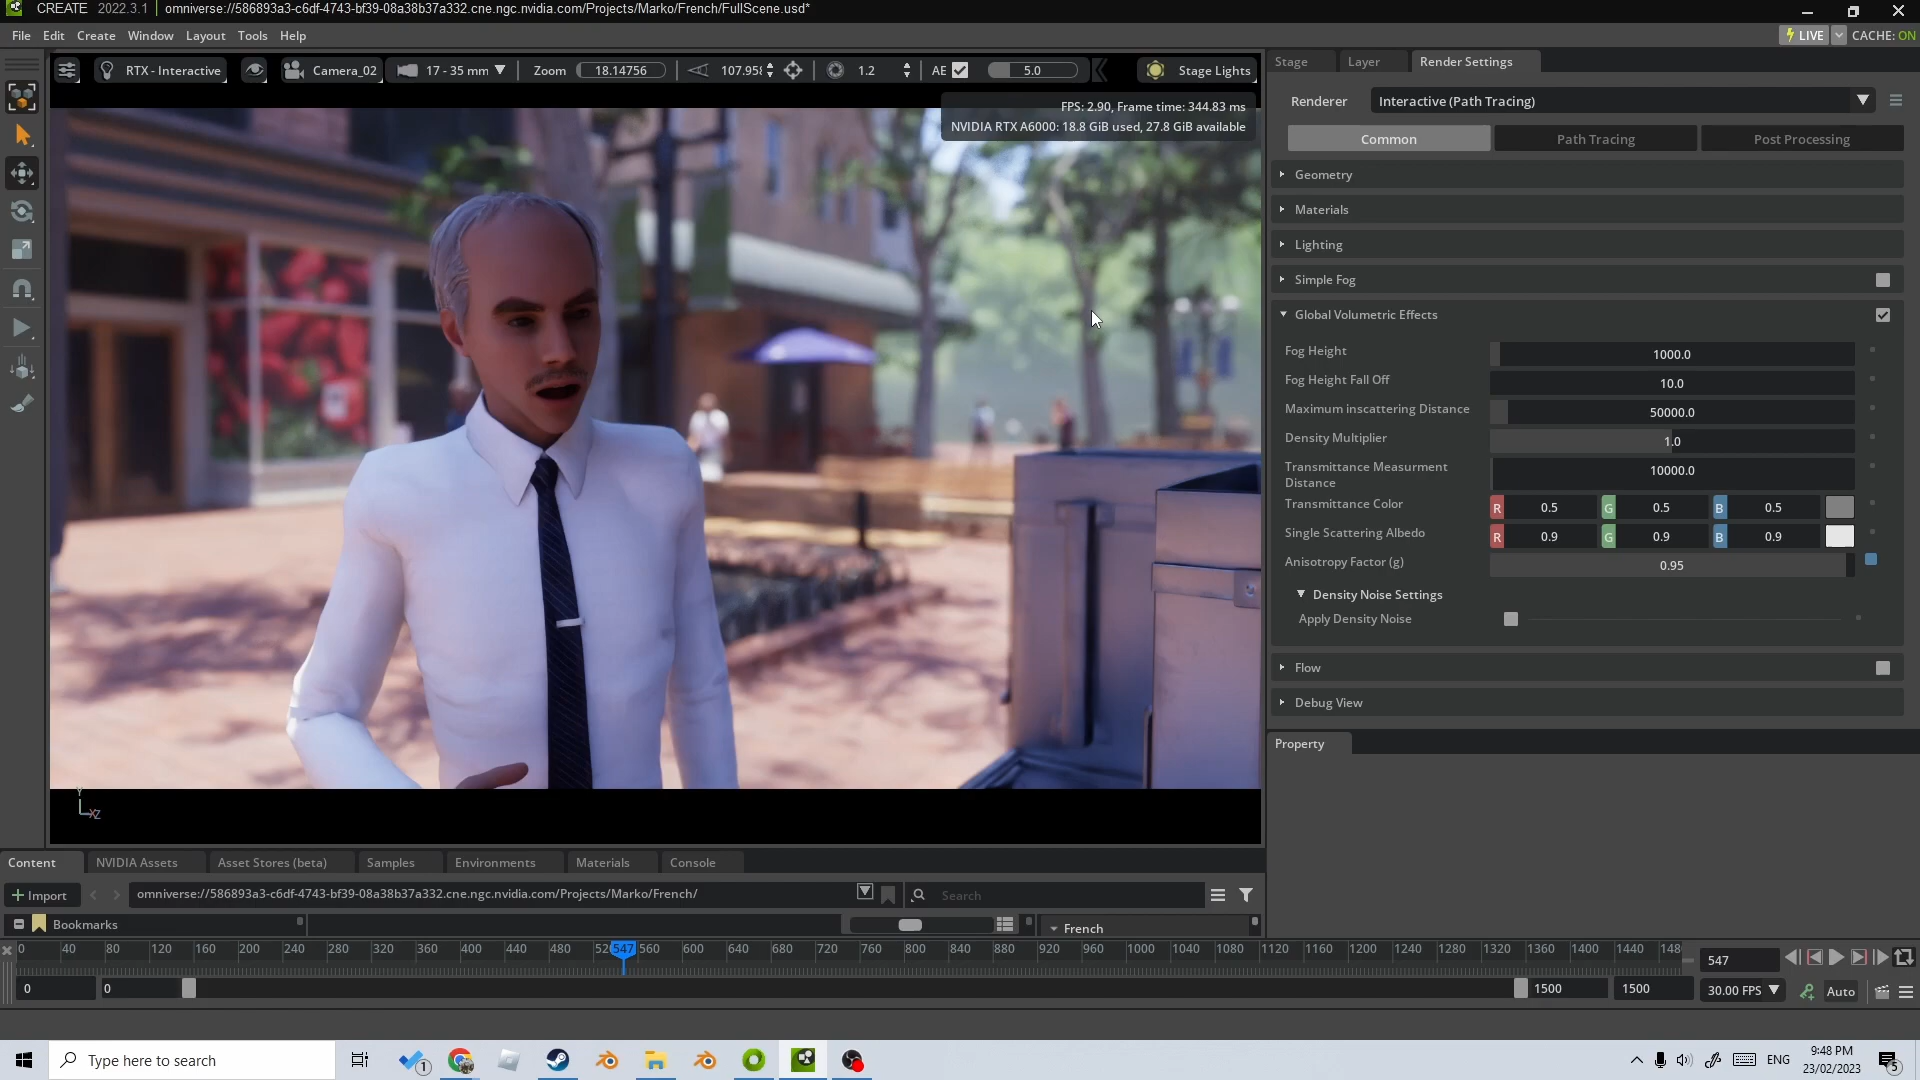 CREATE 2022.3.1 omniverse://586893a3-c6df-4743-bf39-08a38b37a332.cne.ngc.nvidia.com/Projects/Marko/French/FullScene.usd*
File Edit Create Window Layout Tools Help
LIVE CACHE: ON
RTX - Interactive Camera_02 17 - 35 mm Zoom 18.14756 107.958 1.2 AE 5.0 Stage Lights
FPS: 2.90, Frame time: 344.83 ms
NVIDIA RTX A6000: 18.8 GiB used, 27.8 GiB available
Y
XZ
Stage Layer Render Settings
Renderer Interactive (Path Tracing)
Common Path Tracing Post Processing
Geometry
Materials
Lighting
Simple Fog
Global Volumetric Effects
Fog Height 1000.0
Fog Height Fall Off 10.0
Maximum inscattering Distance 50000.0
Density Multiplier 1.0
Transmittance Measurment Distance 10000.0
Transmittance Color R 0.5 G 0.5 B 0.5
Single Scattering Albedo R 0.9 G 0.9 B 0.9
Anisotropy Factor (g) 0.95
Density Noise Settings
Apply Density Noise
Flow
Debug View
Property
Content NVIDIA Assets Asset Stores (beta) Samples Environments Materials Console
+ Import omniverse://586893a3-c6df-4743-bf39-08a38b37a332.cne.ngc.nvidia.com/Projects/Marko/French/ Search
Bookmarks French
0 40 80 120 160 200 240 280 320 360 400 440 480 52 547 560 600 640 680 720 760 800 840 880 920 960 1000 1040 1080 1120 1160 1200 1240 1280 1320 1360 1400 1440 148
547
0 0 1500 1500 30.00 FPS Auto
Type here to search
1
ENG
9:48 PM
23/02/2023
5